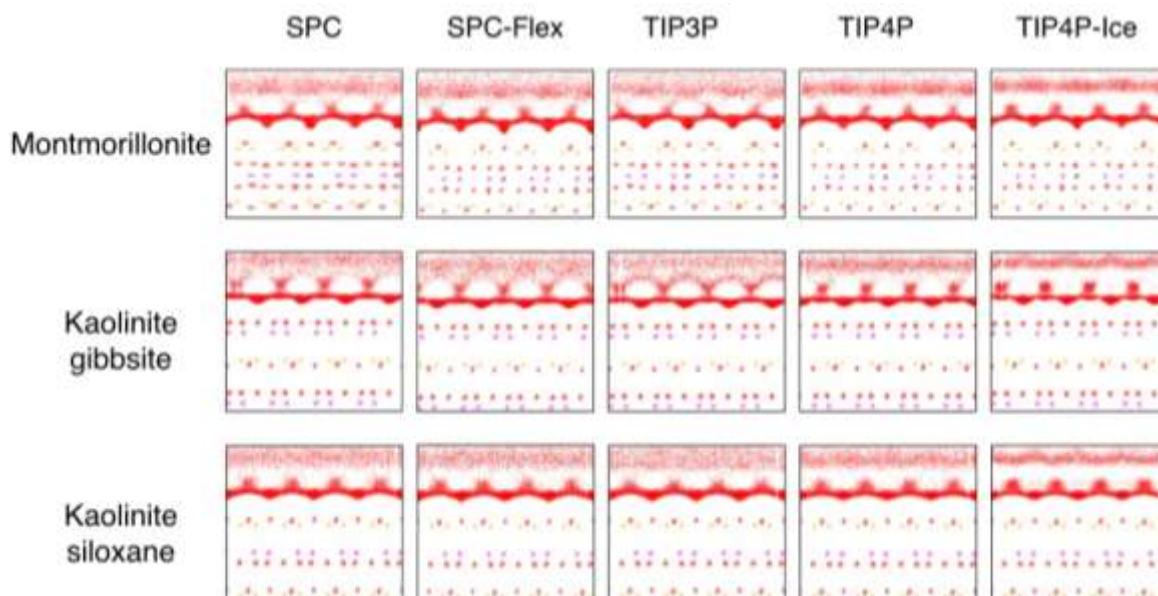 SPC SPC-Flex TIP3P TIP4P TIP4P-Ice
Montmorillonite
Kaolinite
gibbsite
Kaolinite
siloxane